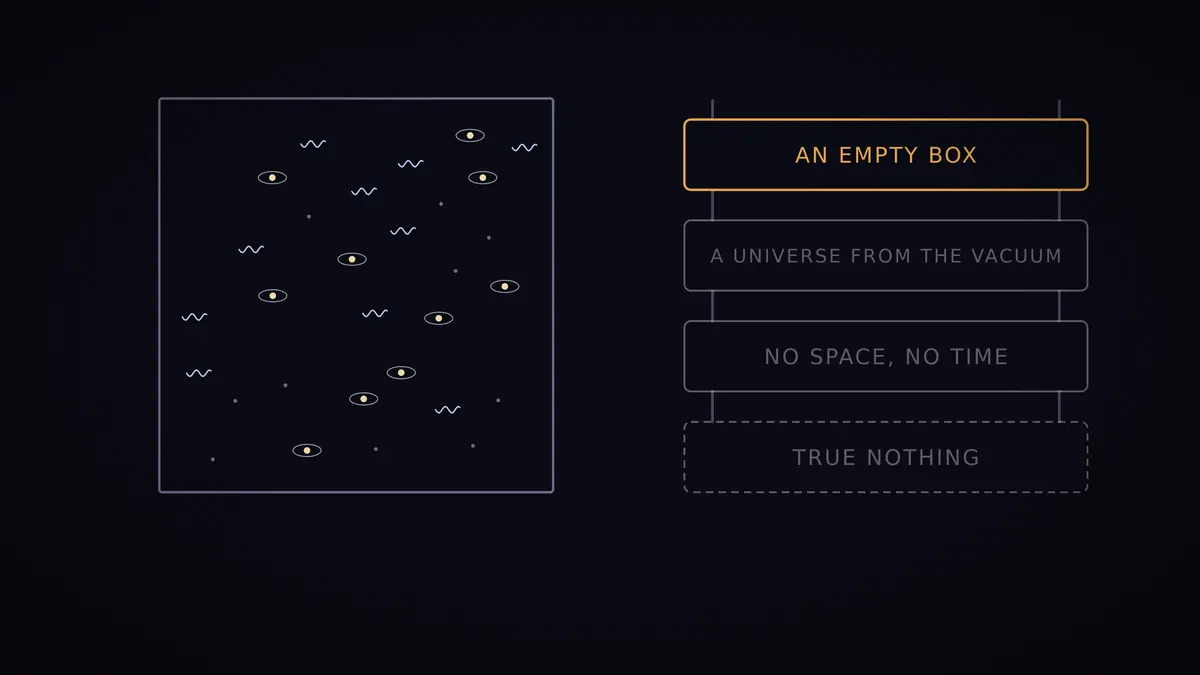 AN EMPTY BOX
A UNIVERSE FROM THE VACUUM
NO SPACE, NO TIME
TRUE NOTHING